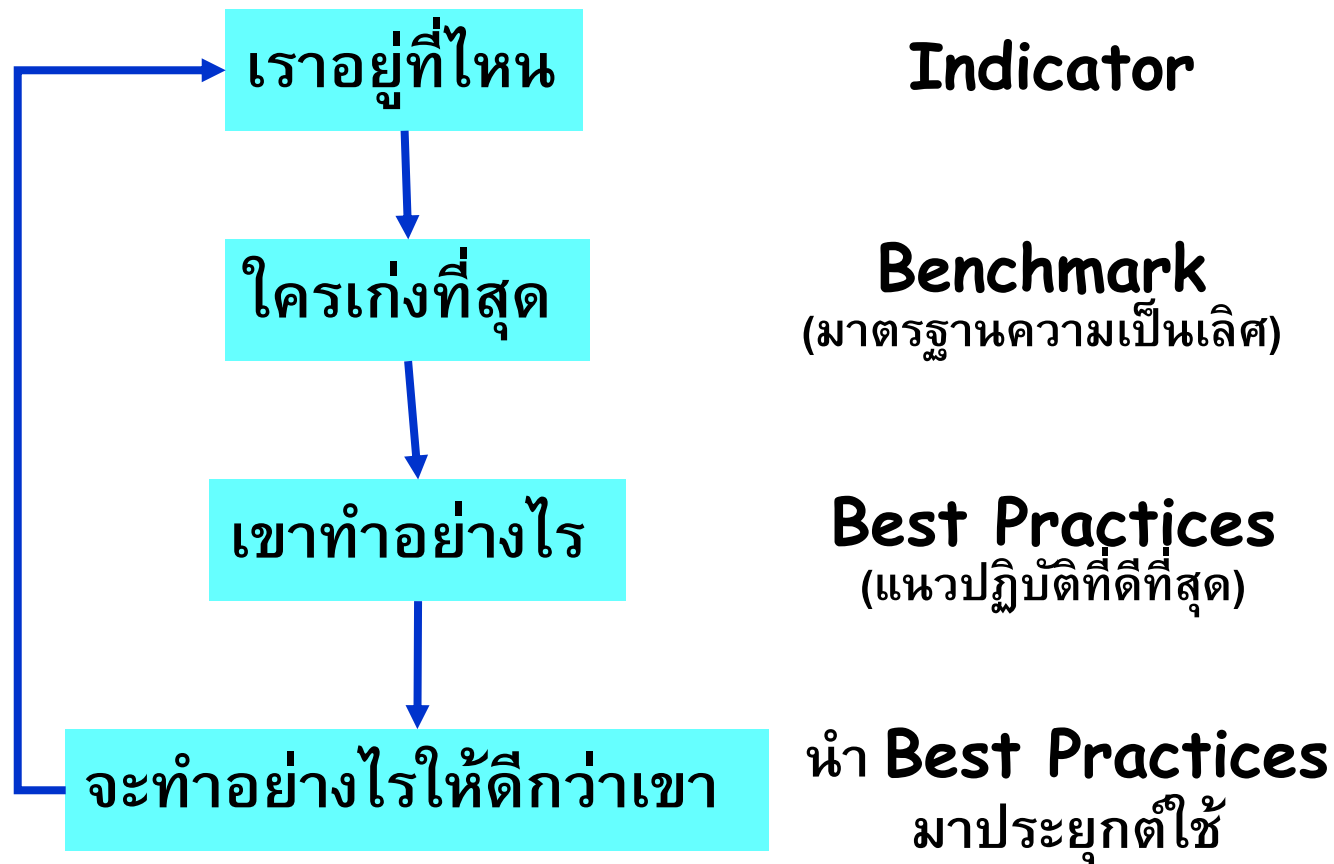 เราอยู่ที่ไหน
Indicator
ใครเก่งที่สุด
Benchmark
(มาตรฐานความเป็นเลิศ)
เขาทำอย่างไร
Best Practices
(แนวปฏิบัติที่ดีที่สุด)
จะทำอย่างไรให้ดีกว่าเขา
นำ Best Practices
มาประยุกต์ใช้